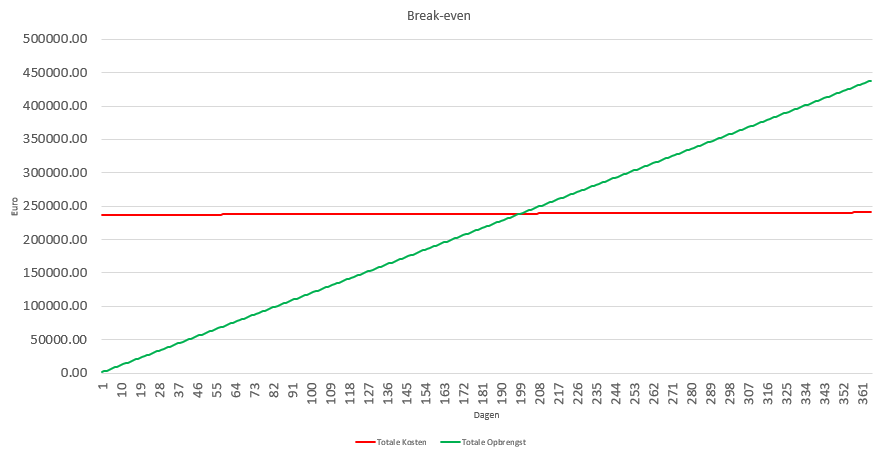 Break-even
500000.00
450000.00
400000.00
350000.00
300000.00
250000.00
200000.00
150000.00
100000.00
50000.00
0.00
Euro
1 10 19 28 37 46 55 64 73 82 91 100 109 118 127 136 145 154 163 172 181 190 199 208 217 226 235 244 253 262 271 280 289 298 307 316 325 334 343 352 361
Dagen
Totale Kosten Totale Opbrengst